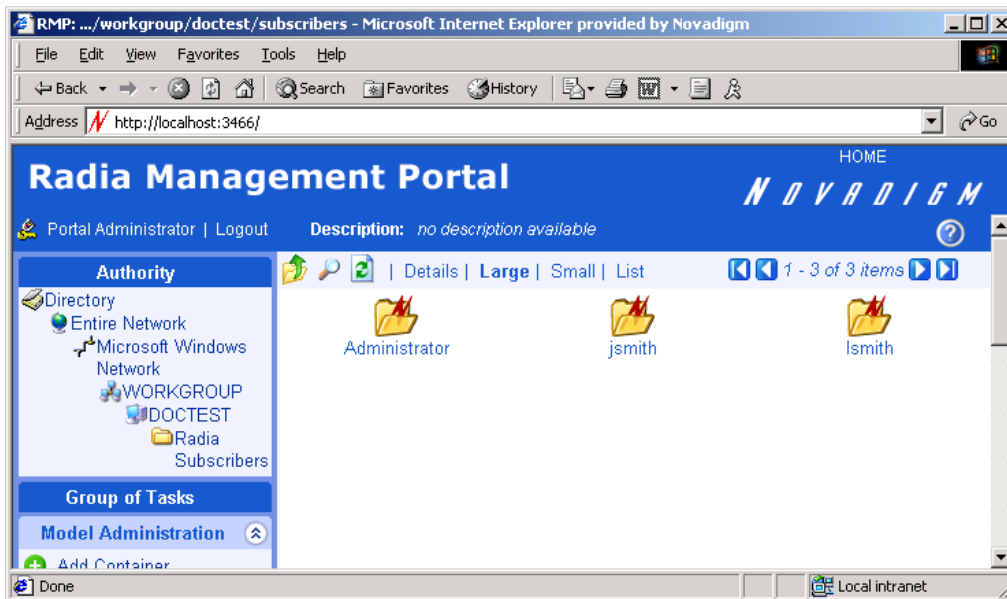 RMP: .../workgroup/doctest/subscribers - Microsoft Internet Explorer provided by Novadigm
File Edit View Favorites Tools Help
Back Search Favorites History
Address http://localhost:3466/ Go
HOME
Radia Management Portal
NOVADIGM
Portal Administrator | Logout Description: no description available
Authority
| Details | Large | Small | List 1 - 3 of 3 items
Directory
Entire Network
Microsoft Windows
Network
WORKGROUP
DOCTEST
Radia
Subscribers
Administrator jsmith lsmith
Group of Tasks
Model Administration
Add Container
Done Local intranet